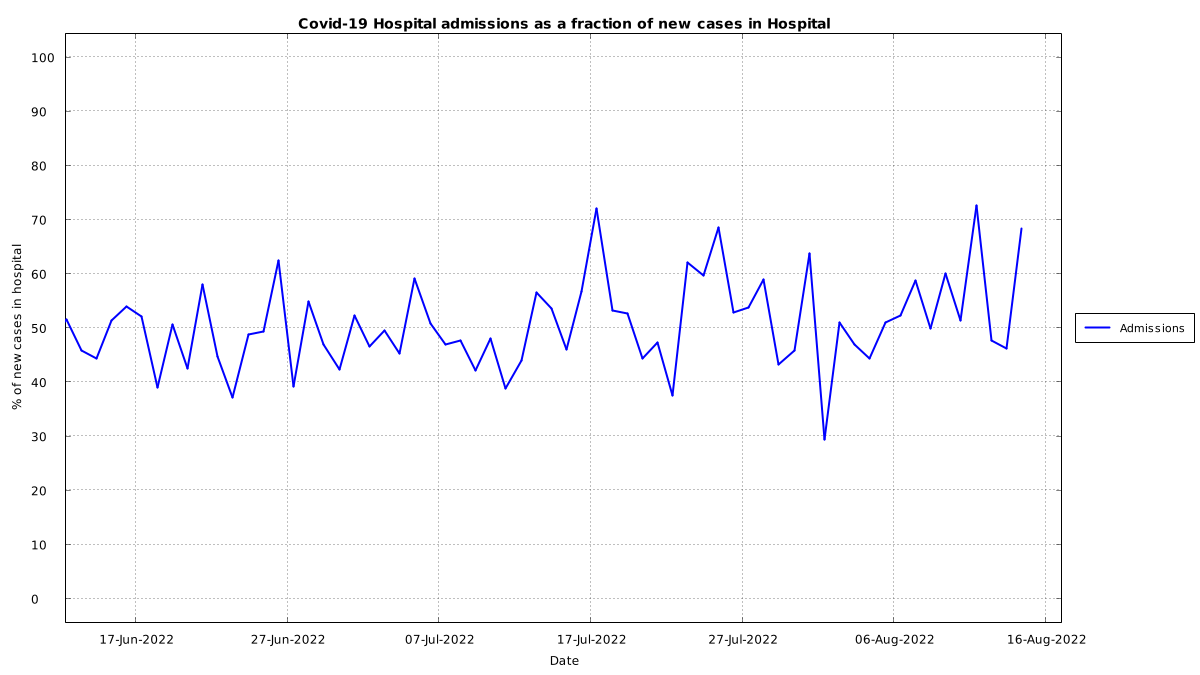 Covid-19 Hospital admissions as a fraction of new cases in Hospital
100
90
80
70
60
50
40
30
20
10
0
% of new cases in hospital
17-Jun-2022
27-Jun-2022
07-Jul-2022
17-Jul-2022
27-Jul-2022
06-Aug-2022
16-Aug-2022
Date
Admissions